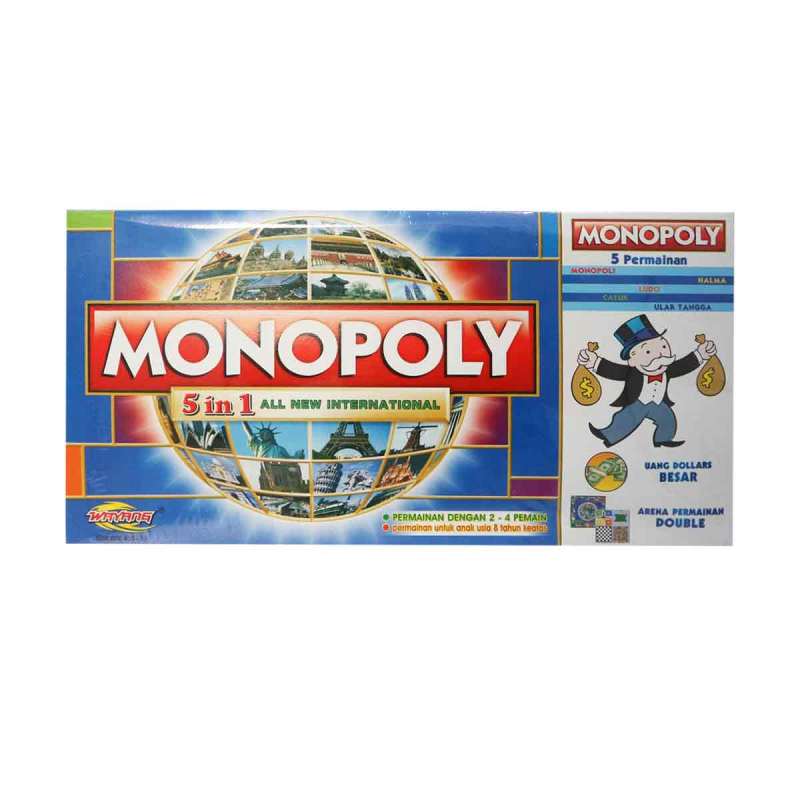 MONOPOLY
5 in 1 ALL NEW INTERNATIONAL
WAYANG
PERMAINAN DENGAN 2 - 4 PEMAIN
permainan untuk anak usia 8 tahun keatas
MONOPOLY
5 Permainan
MONOPOLI
HALMA
LUDO
CATUR
ULAR TANGGA
$
$
UANG DOLLARS
BESAR
ARENA PERMAINAN
DOUBLE